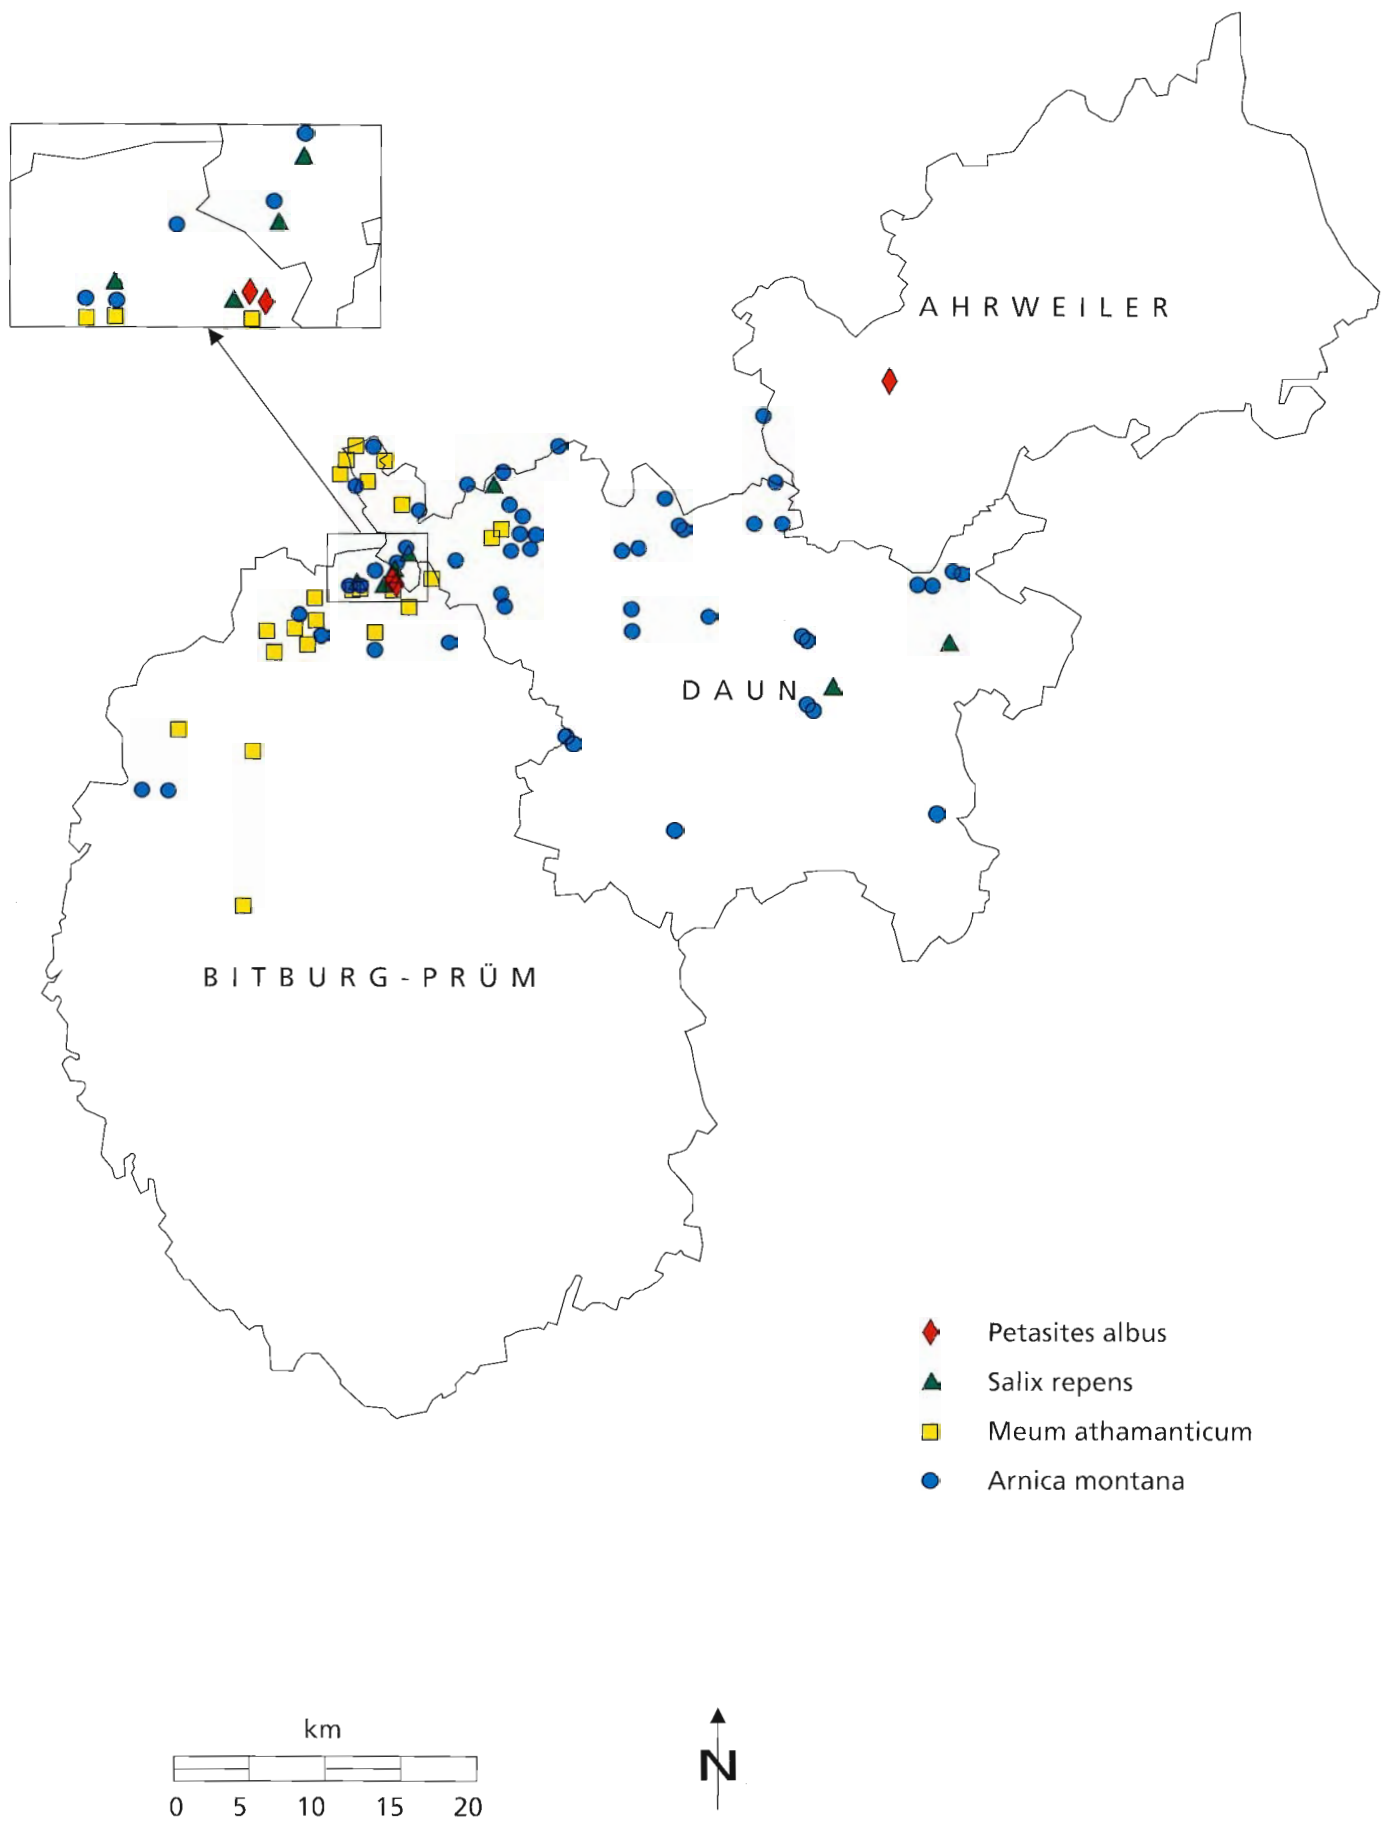 AHRWEILER
DAUN
BITBURG-PRÜM
Petasites albus
Salix repens
Meum athamanticum
Arnica montana
km
N
0 5 10 15 20